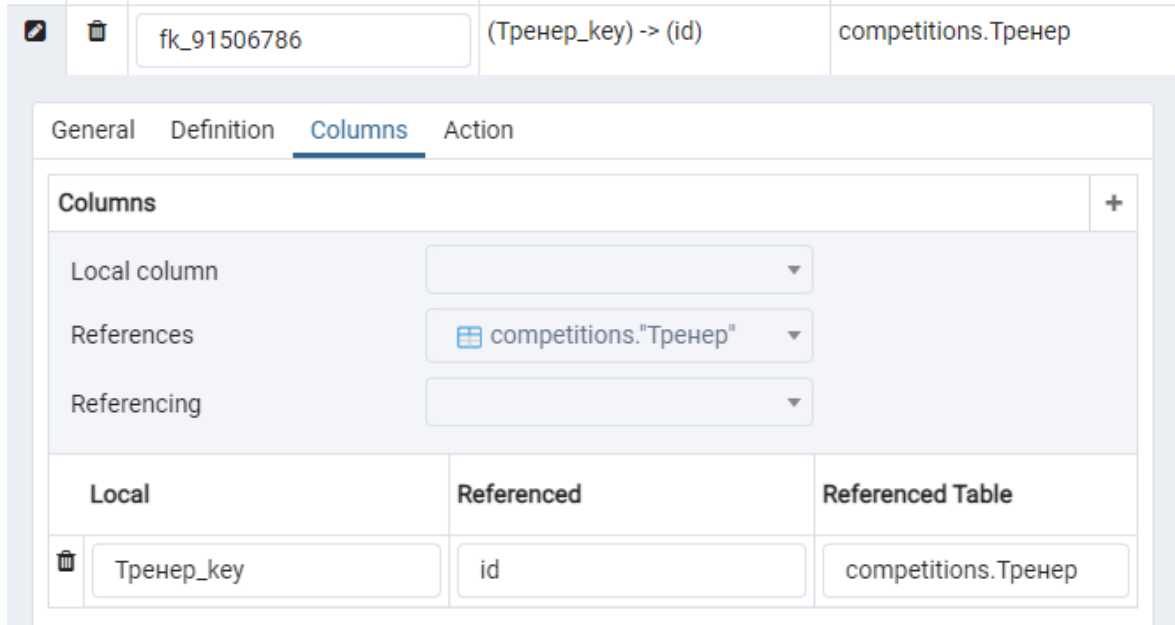 fk_91506786 (Тренер_key) -> (id) competitions.Тренер
General Definition Columns Action
Columns +
Local column
References competitions."Тренер"
Referencing
Local Referenced Referenced Table
Тренер_key id competitions.Тренер